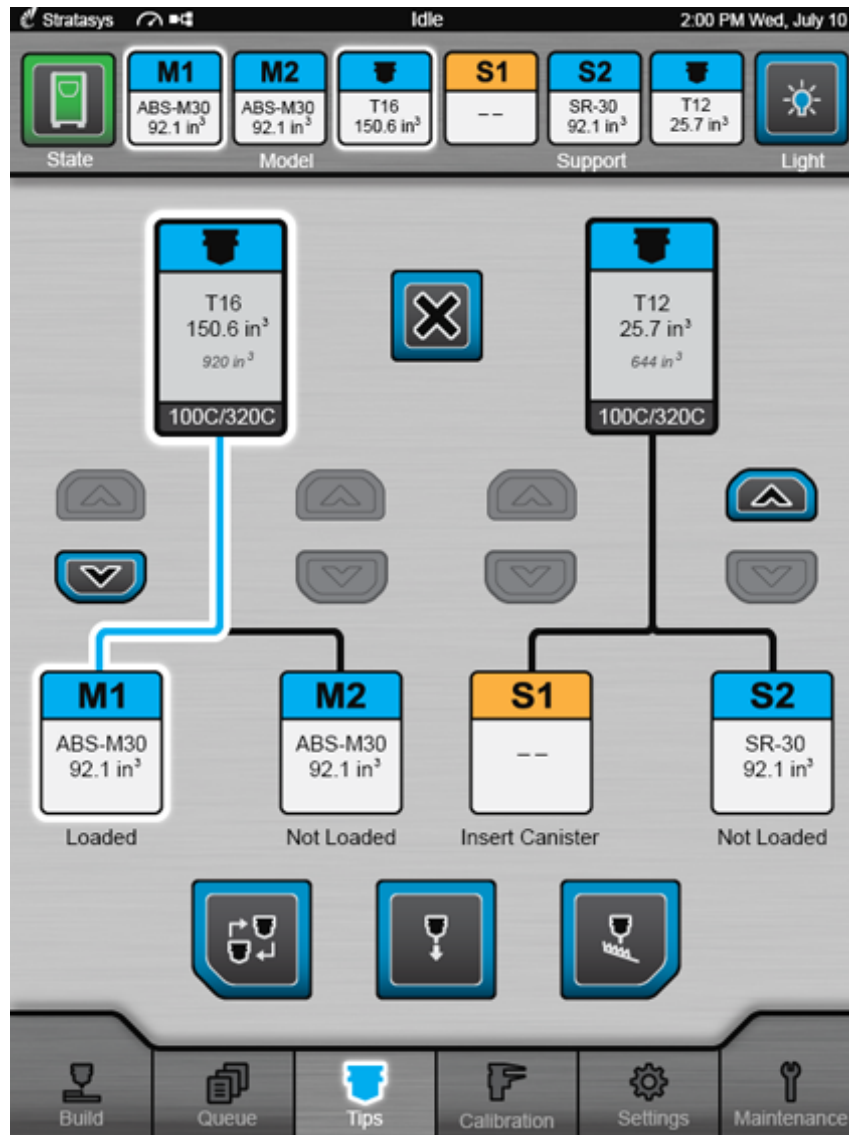 Stratasys Idle 2:00 PM Wed, July 10
M1 M2 S1 S2
ABS-M30 ABS-M30 T16 -- SR-30 T12
92.1 in³ 92.1 in³ 150.6 in³ 92.1 in³ 25.7 in³
State Model Support Light
T16 T12
150.6 in³ 25.7 in³
920 in³ 644 in³
100C/320C 100C/320C
M1 M2 S1 S2
ABS-M30 ABS-M30 -- SR-30
92.1 in³ 92.1 in³ 92.1 in³
Loaded Not Loaded Insert Canister Not Loaded
Build Queue Tips Calibration Settings Maintenance